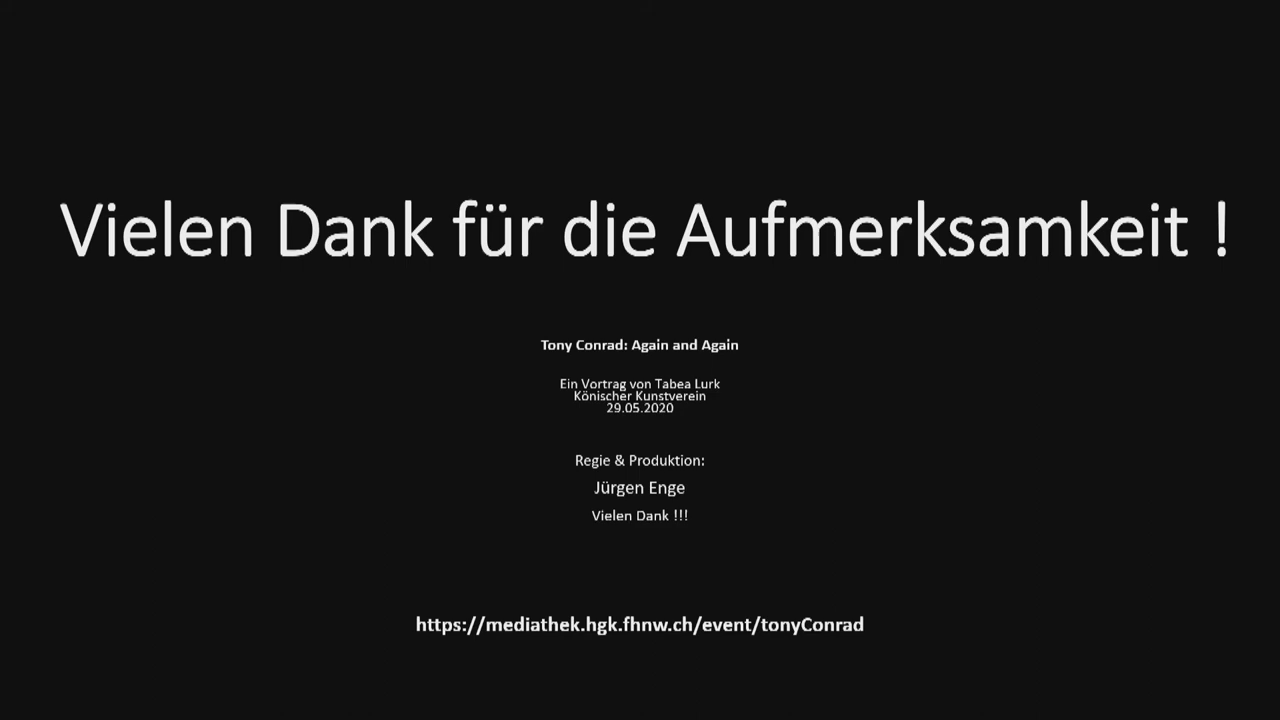 Vielen Dank für die Aufmerksamkeit !
Tony Conrad: Again and Again
Ein Vortrag von Tabea Lurk
Könischer Kunstverein
29.05.2020
Regie & Produktion:
Jürgen Enge
Vielen Dank !!!
https://mediathek.hgk.fhnw.ch/event/tonyConrad